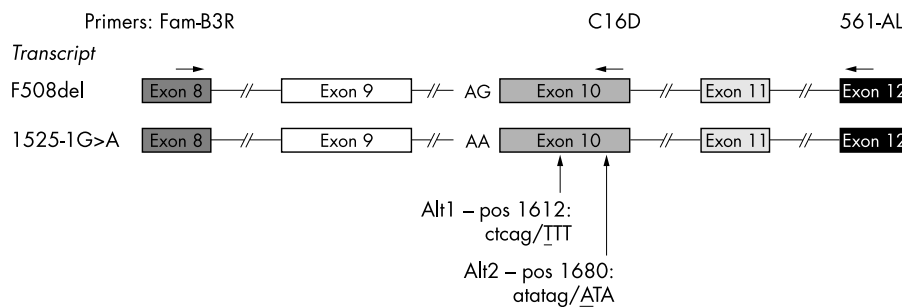 Primers: Fam-B3R C16D 561-AL
Transcript
F508del Exon 8 Exon 9 AG Exon 10 Exon 11 Exon 12
1525-1G>A Exon 8 Exon 9 AA Exon 10 Exon 11 Exon 12
Alt1 – pos 1612:
ctcag/TTT
Alt2 – pos 1680:
atatag/ATA